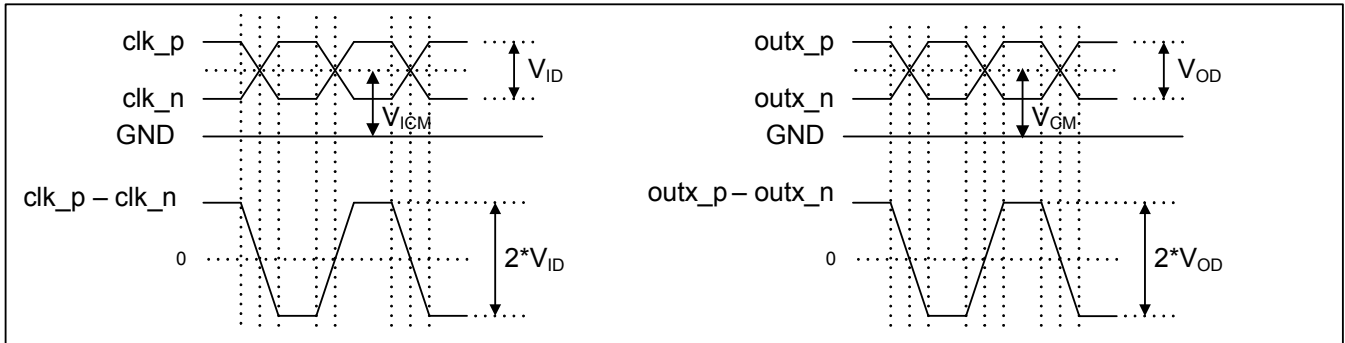 clk_p
V_ID
clk_n
V_ICM
GND
clk_p – clk_n
0
2*V_ID
outx_p
V_OD
outx_n
V_CM
GND
outx_p – outx_n
0
2*V_OD